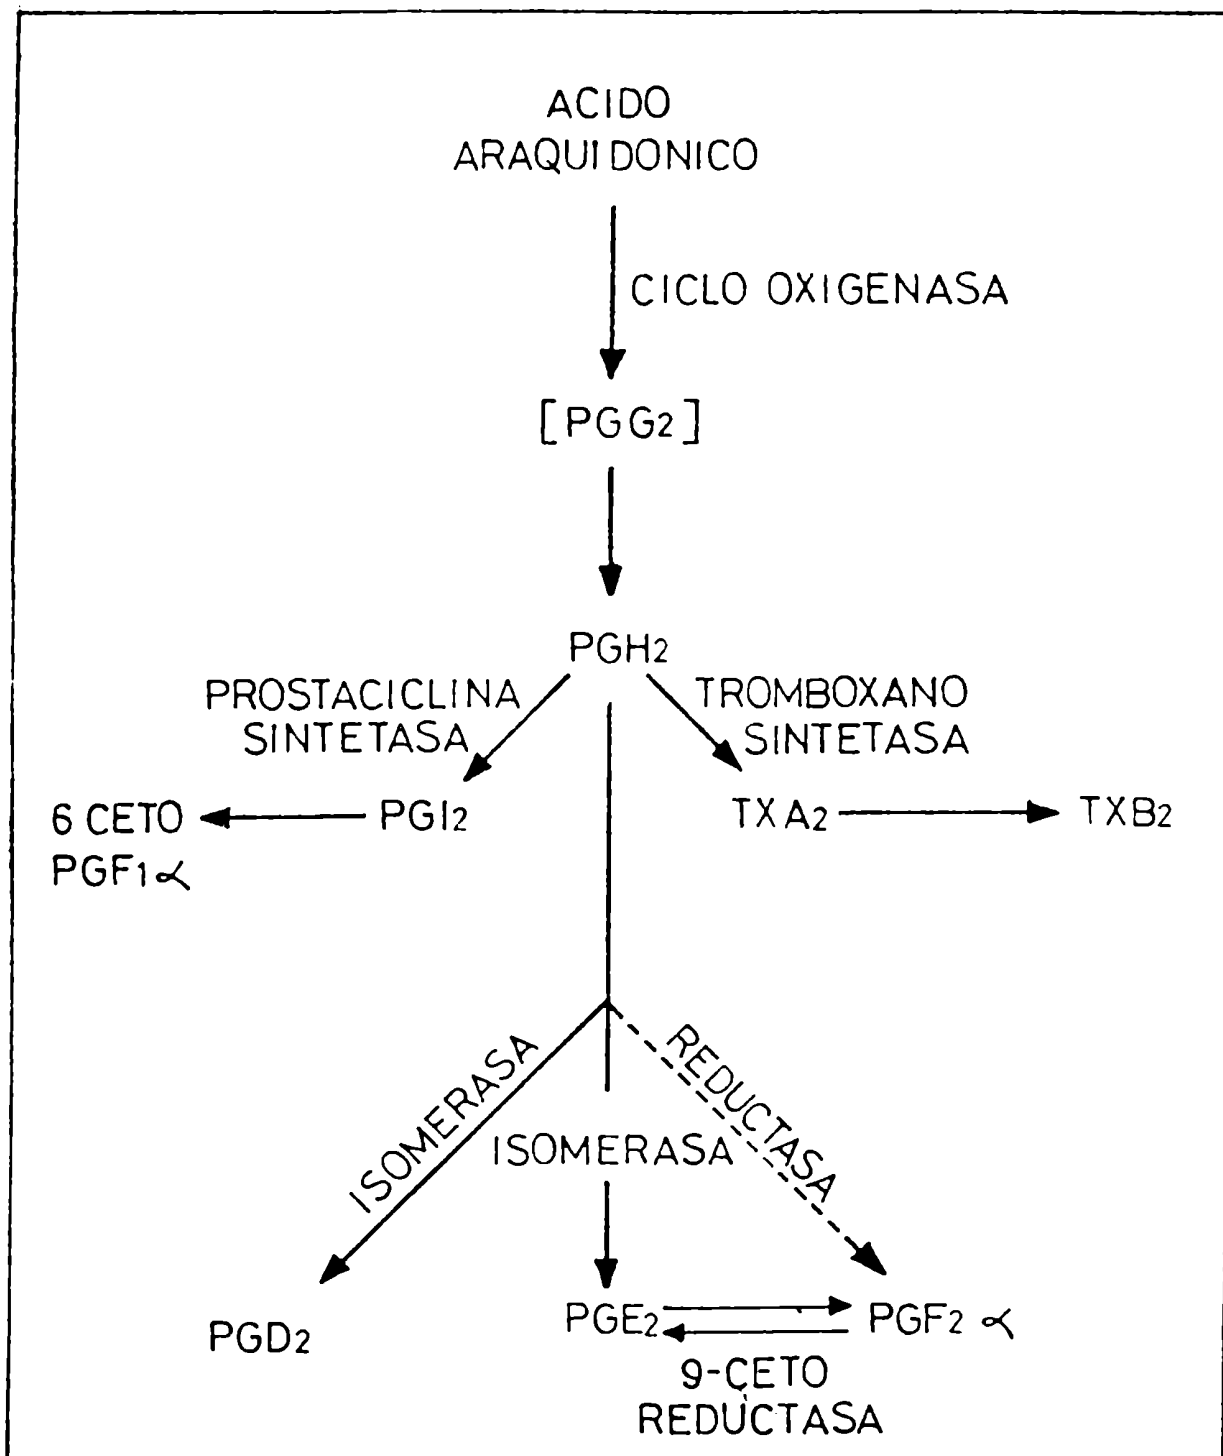 ACIDO
ARAQUIDONICO
CICLO OXIGENASA
[PGG2]
PGH2
PROSTACICLINA
SINTETASA
TROMBOXANO
SINTETASA
6 CETO
PGF1α
PGI2
TXA2
TXB2
ISOMERASA
ISOMERASA
REDUCTASA
PGD2
PGE2
PGF2 α
9-CETO
REDUCTASA